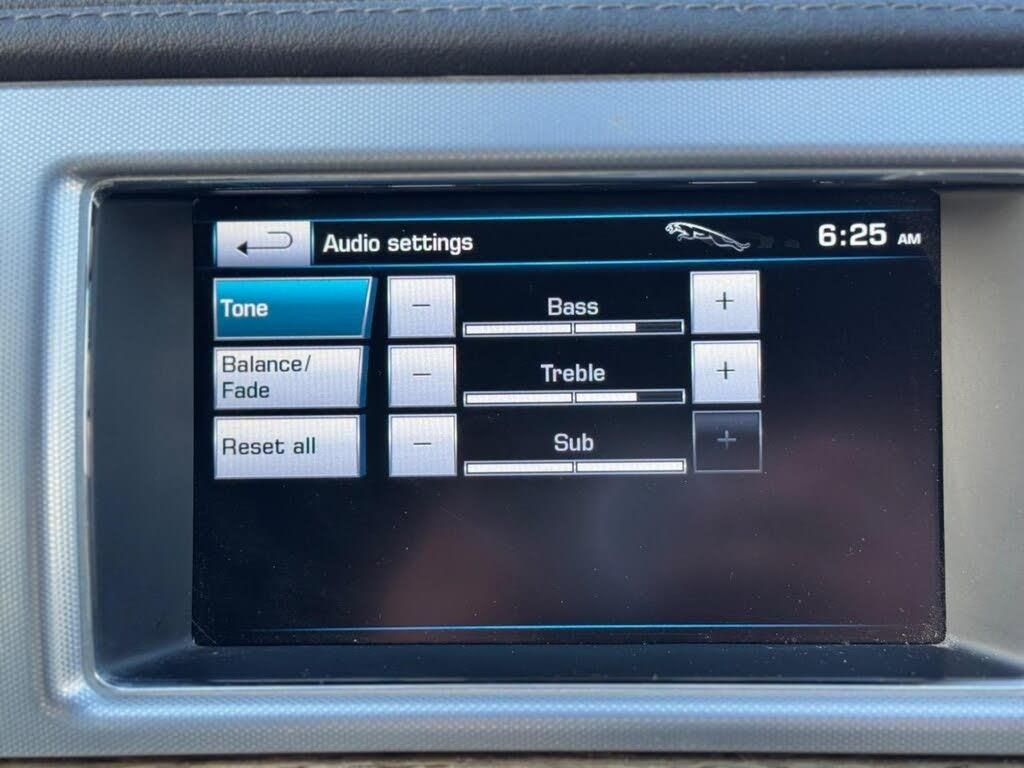 Audio settings
6:25 AM
Tone
− Bass +
Balance/
Fade
− Treble +
Reset all
− Sub +